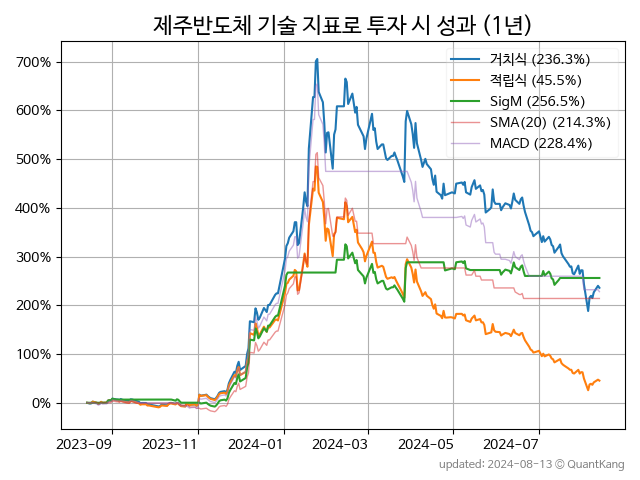 제주반도체 기술 지표로 투자 시 성과 (1년)
700%
600%
500%
400%
300%
200%
100%
0%
거치식 (236.3%)
적립식 (45.5%)
SigM (256.5%)
SMA(20) (214.3%)
MACD (228.4%)
2023-09
2023-11
2024-01
2024-03
2024-05
2024-07
updated: 2024-08-13 © QuantKang